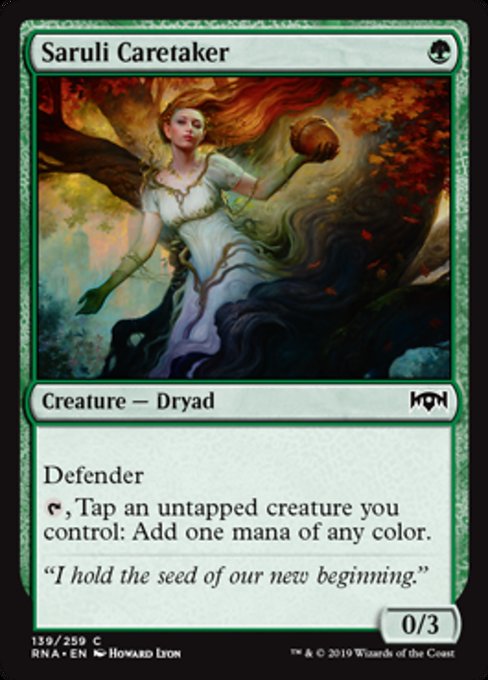 Saruli Caretaker
Creature — Dryad
Defender
,Tap an untapped creature you
control: Add one mana of any color.
“I hold the seed of our new beginning.”
0/3
139/259 C
RNA • EN Howard Lyon
™ & © 2019 Wizards of the Coast